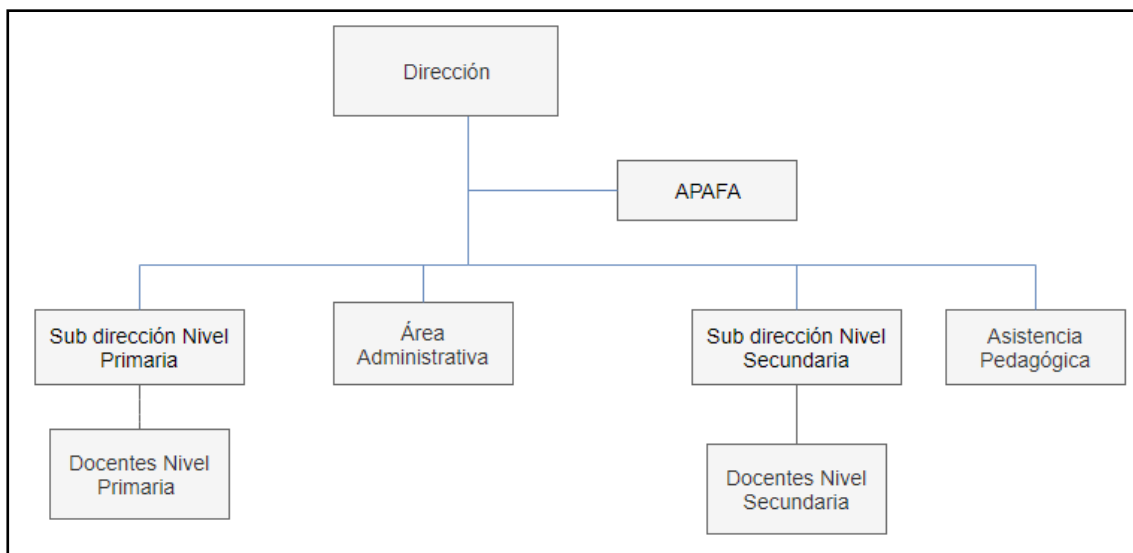 Dirección
APAFA
Sub dirección Nivel
Primaria
Área
Administrativa
Sub dirección Nivel
Secundaria
Asistencia
Pedagógica
Docentes Nivel
Primaria
Docentes Nivel
Secundaria